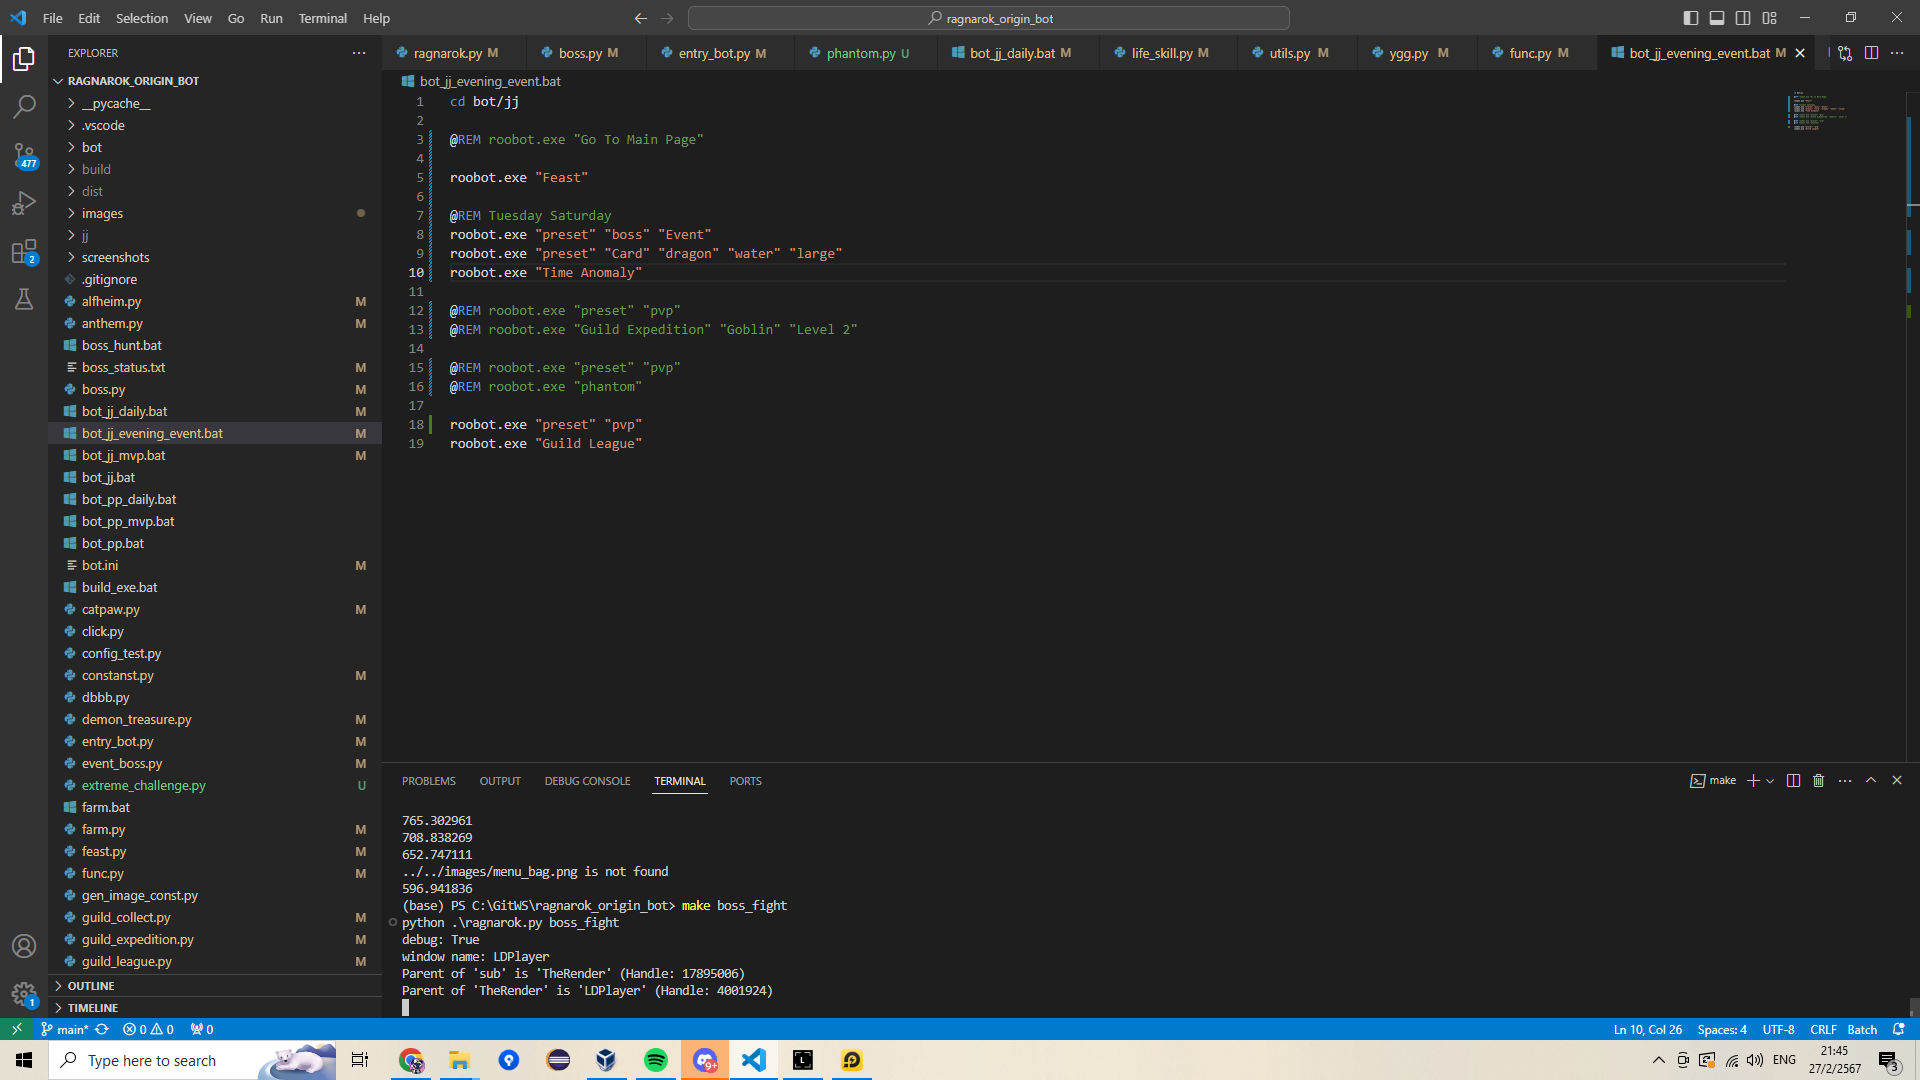 File Edit Selection View Go Run Terminal Help
ragnarok_origin_bot
EXPLORER
ragnarok.py M
boss.py M
entry_bot.py M
phantom.py U
bot_jj_daily.bat M
life_skill.py M
utils.py M
ygg.py M
func.py M
bot_jj_evening_event.bat M
RAGNAROK_ORIGIN_BOT
__pycache__
.vscode
bot
build
dist
images
jj
screenshots
.gitignore
alfheim.py M
anthem.py M
boss_hunt.bat
boss_status.txt M
boss.py M
bot_jj_daily.bat M
bot_jj_evening_event.bat M
bot_jj_mvp.bat M
bot_jj.bat
bot_pp_daily.bat
bot_pp_mvp.bat
bot_pp.bat
bot.ini M
build_exe.bat
catpaw.py M
click.py
config_test.py
constanst.py M
dbbb.py
demon_treasure.py M
entry_bot.py M
event_boss.py M
extreme_challenge.py U
farm.bat
farm.py M
feast.py M
func.py M
gen_image_const.py
guild_collect.py M
guild_expedition.py M
guild_league.py M
OUTLINE
TIMELINE
477
2
1
bot_jj_evening_event.bat
1 cd bot/jj
2
3 @REM roobot.exe "Go To Main Page"
4
5 roobot.exe "Feast"
6
7 @REM Tuesday Saturday
8 roobot.exe "preset" "boss" "Event"
9 roobot.exe "preset" "Card" "dragon" "water" "large"
10 roobot.exe "Time Anomaly"
11
12 @REM roobot.exe "preset" "pvp"
13 @REM roobot.exe "Guild Expedition" "Goblin" "Level 2"
14
15 @REM roobot.exe "preset" "pvp"
16 @REM roobot.exe "phantom"
17
18 roobot.exe "preset" "pvp"
19 roobot.exe "Guild League"
PROBLEMS OUTPUT DEBUG CONSOLE TERMINAL PORTS
make
765.302961
708.838269
652.747111
../../images/menu_bag.png is not found
596.941836
(base) PS C:\GitWS\ragnarok_origin_bot> make boss_fight
python .\ragnarok.py boss_fight
debug: True
window name: LDPlayer
Parent of 'sub' is 'TheRender' (Handle: 17895006)
Parent of 'TheRender' is 'LDPlayer' (Handle: 4001924)
main* 0 0 0
Ln 10, Col 26 Spaces: 4 UTF-8 CRLF Batch
Type here to search
9+
ENG
21:45
27/2/2567
3